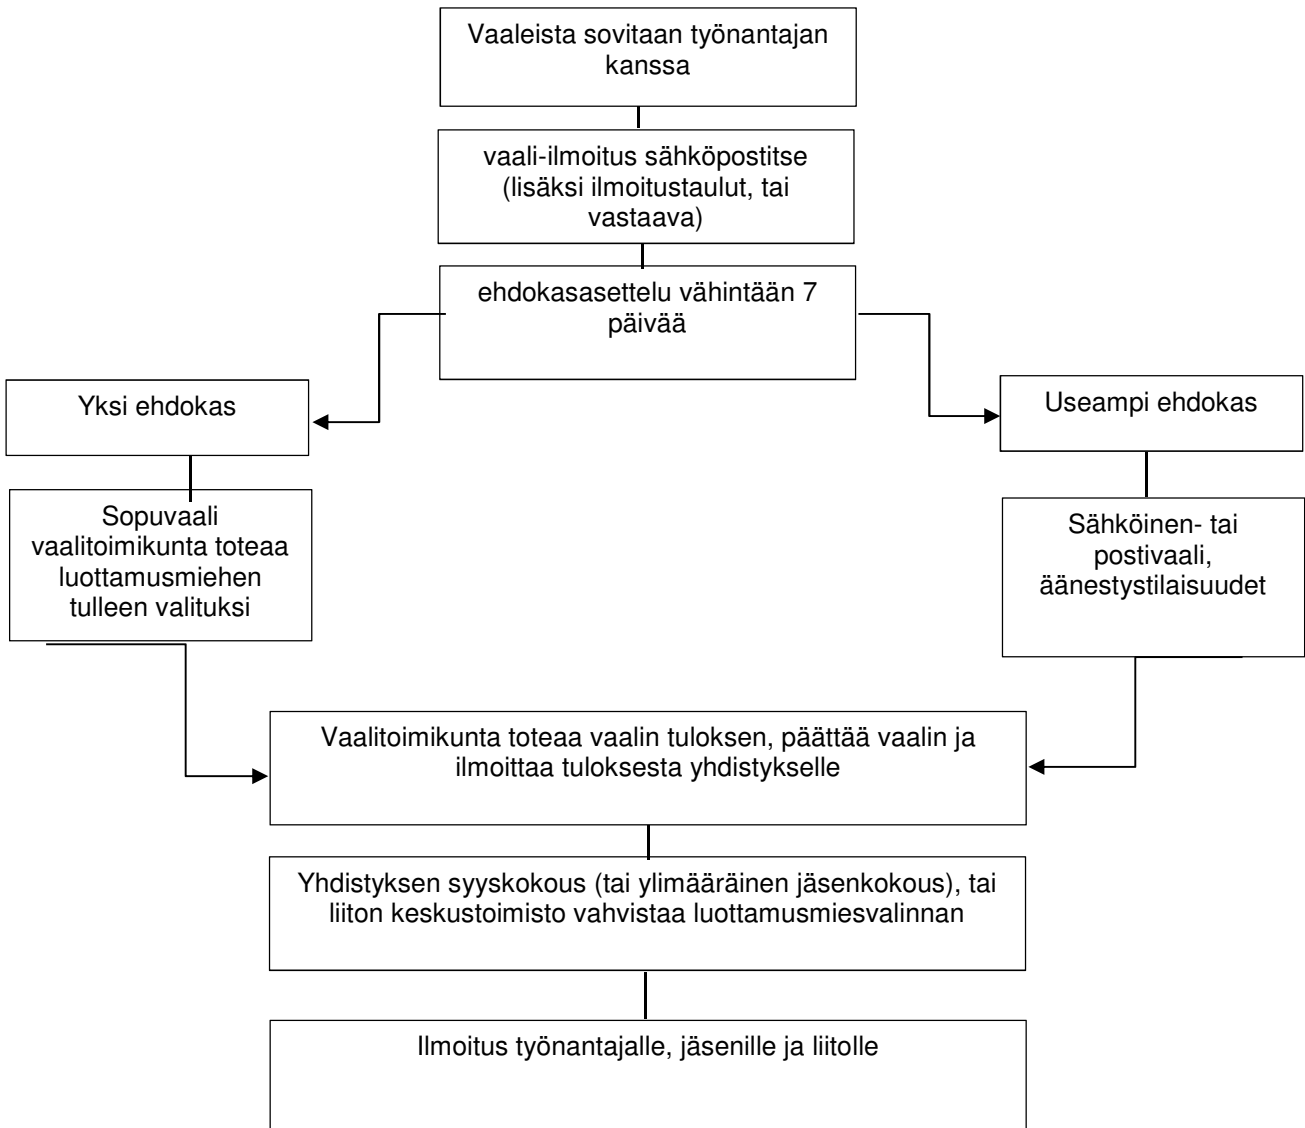 Vaaleista sovitaan työnantajan
kanssa
vaali-ilmoitus sähköpostitse
(lisäksi ilmoitustaulut, tai
vastaava)
ehdokasasettelu vähintään 7
päivää
Yksi ehdokas
Useampi ehdokas
Sopuvaali
vaalitoimikunta toteaa
luottamusmiehen
tulleen valituksi
Sähköinen- tai
postivaali,
äänestystilaisuudet
Vaalitoimikunta toteaa vaalin tuloksen, päättää vaalin ja
ilmoittaa tuloksesta yhdistykselle
Yhdistyksen syyskokous (tai ylimääräinen jäsenkokous), tai
liiton keskustoimisto vahvistaa luottamusmiesvalinnan
Ilmoitus työnantajalle, jäsenille ja liitolle